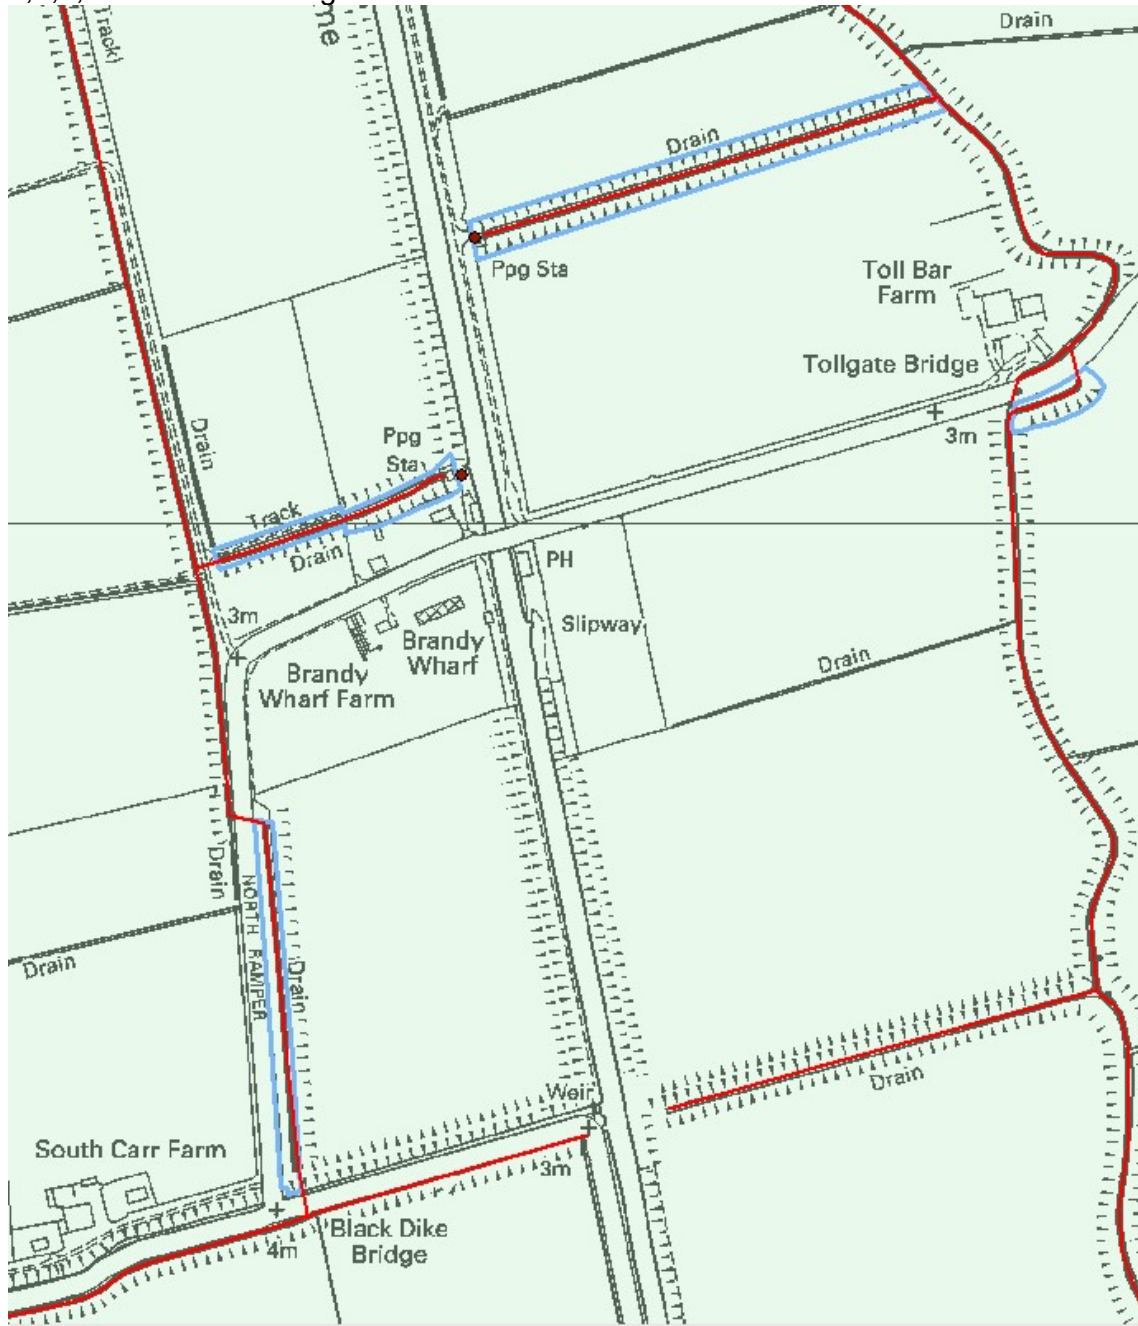 Track)
Drain
Drain
Ppg Sta
Toll Bar
Farm
Tollgate Bridge
3m
Drain
Ppg
Sta
Track
Drain
PH
3m
Slipway
Brandy
Wharf
Brandy
Wharf Farm
Drain
Drain
NORTH RAMPER
Drain
Drain
Weir
Drain
South Carr Farm
3m
4m
Black Dike
Bridge